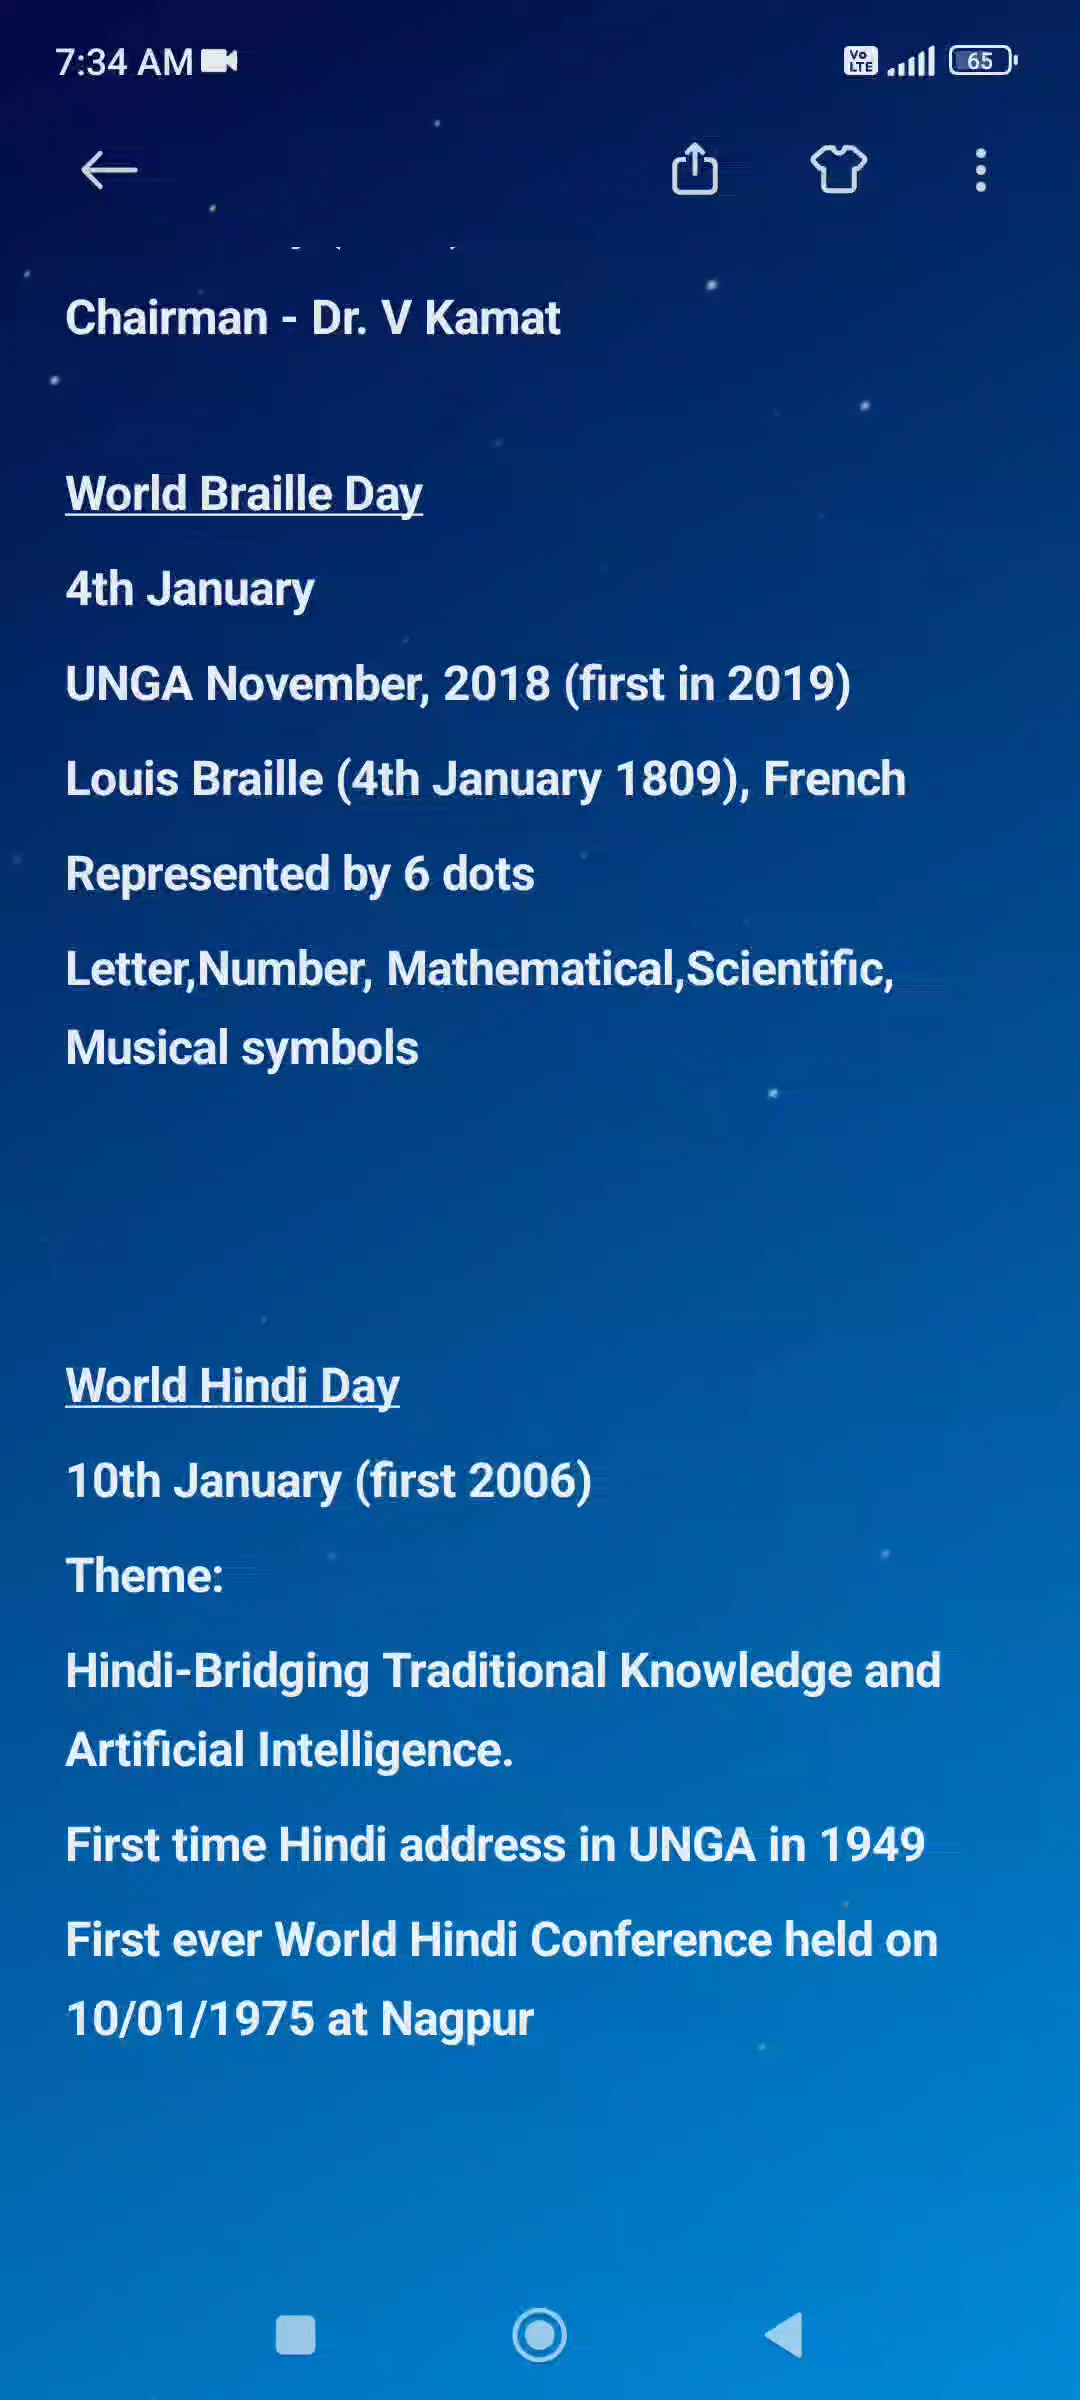 7:34 AM
Vo LTE
65
Chairman - Dr. V Kamat
World Braille Day
4th January
UNGA November, 2018 (first in 2019)
Louis Braille (4th January 1809), French
Represented by 6 dots
Letter,Number, Mathematical,Scientific,
Musical symbols
World Hindi Day
10th January (first 2006)
Theme:
Hindi-Bridging Traditional Knowledge and
Artificial Intelligence.
First time Hindi address in UNGA in 1949
First ever World Hindi Conference held on
10/01/1975 at Nagpur